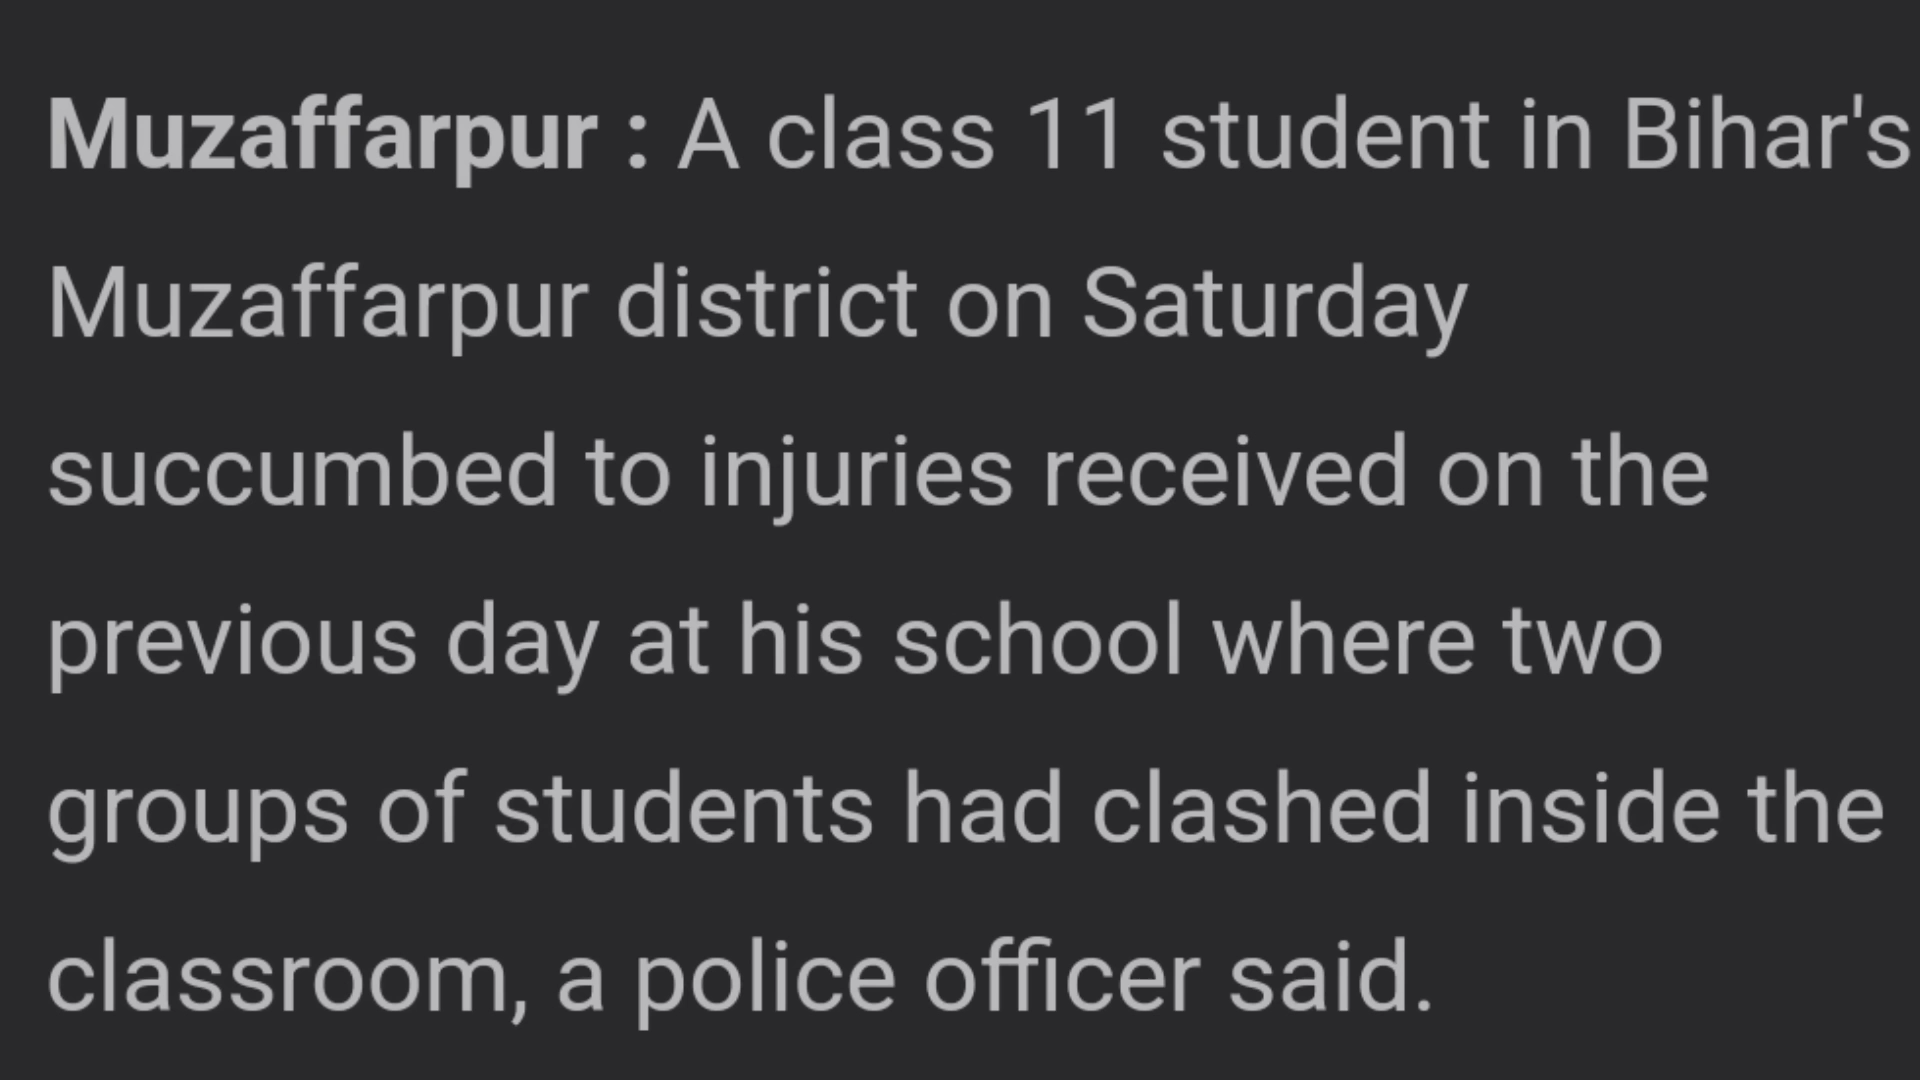 Muzaffarpur : A class 11 student in Bihar's
Muzaffarpur district on Saturday
succumbed to injuries received on the
previous day at his school where two
groups of students had clashed inside the
classroom, a police officer said.